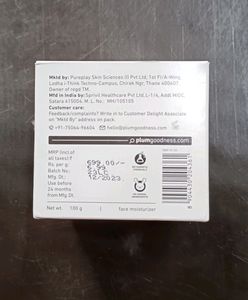 Mktd by: Pureplay Skin Sciences (I) Pvt Ltd, 1st Fl/A-Wing
Lodha i-Think Techno-Campus, Chirak Ngr, Thane 400607.
Owner of regd TM.
Mfd in India by: Sprivil Healthcare Pvt Ltd, L-1/4, Addl MIDC,
Satara 415004. M. L. No.: MH/105105
Customer care:
Feedback/complaints? Write in to Customer Delight Associate
on "Mktd By" address on pack
+91-75066-96604 hello@plumgoodness.com
plumgoodness.com
MRP (incl.of
all taxes)₹
Rs. per g:
Batch No.:
Mfg. Dt.:
Use before
24 months
from Mfg Dt.
699.00/-
6.99
12/2023
Net wt. 100 g
face moisturizer